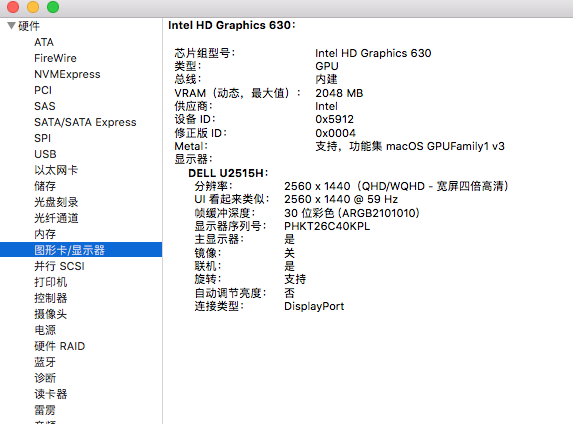 硬件
ATA
FireWire
NVMExpress
PCI
SAS
SATA/SATA Express
SPI
USB
以太网卡
储存
光盘刻录
光纤通道
内存
图形卡/显示器
并行 SCSI
打印机
控制器
摄像头
电源
硬件 RAID
蓝牙
诊断
读卡器
雷雳
音频
Intel HD Graphics 630：
芯片组型号： Intel HD Graphics 630
类型： GPU
总线： 内建
VRAM（动态，最大值）： 2048 MB
供应商： Intel
设备 ID： 0x5912
修正版 ID： 0x0004
Metal： 支持，功能集 macOS GPUFamily1 v3
显示器：
DELL U2515H：
分辨率： 2560 x 1440（QHD/WQHD - 宽屏四倍高清）
UI 看起来类似： 2560 x 1440 @ 59 Hz
帧缓冲深度： 30 位彩色 (ARGB2101010)
显示器序列号： PHKT26C40KPL
主显示器： 是
镜像： 关
联机： 是
旋转： 支持
自动调节亮度： 否
连接类型： DisplayPort